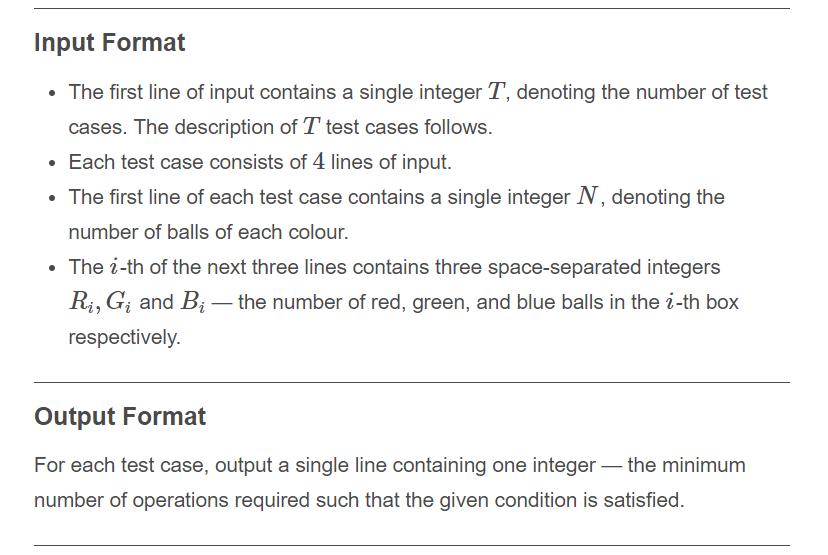 Input Format
• The first line of input contains a single integer T, denoting the number of test
cases. The description of T test cases follows.
• Each test case consists of 4 lines of input.
• The first line of each test case contains a single integer N, denoting the
number of balls of each colour.
• The i-th of the next three lines contains three space-separated integers
Rᵢ, Gᵢ and Bᵢ — the number of red, green, and blue balls in the i-th box
respectively.
Output Format
For each test case, output a single line containing one integer — the minimum
number of operations required such that the given condition is satisfied.